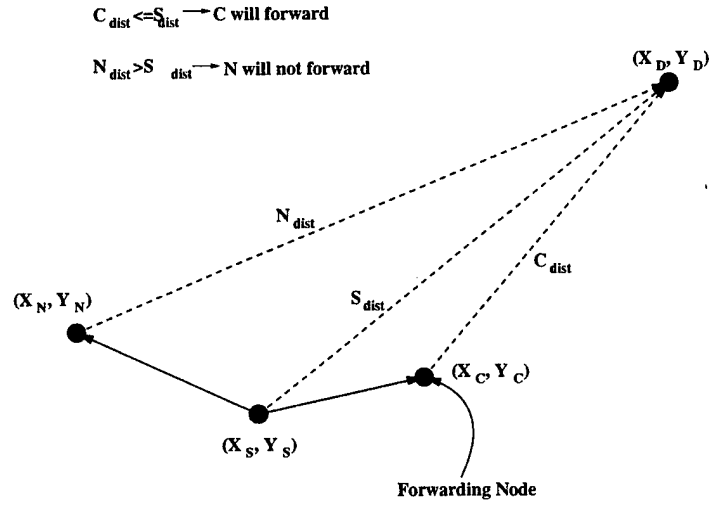 C dist <=S dist → C will forward
N dist >S dist → N will not forward
(X D, Y D)
N dist
C dist
S dist
(X N, Y N)
(X C, Y C)
(X S, Y S)
Forwarding Node